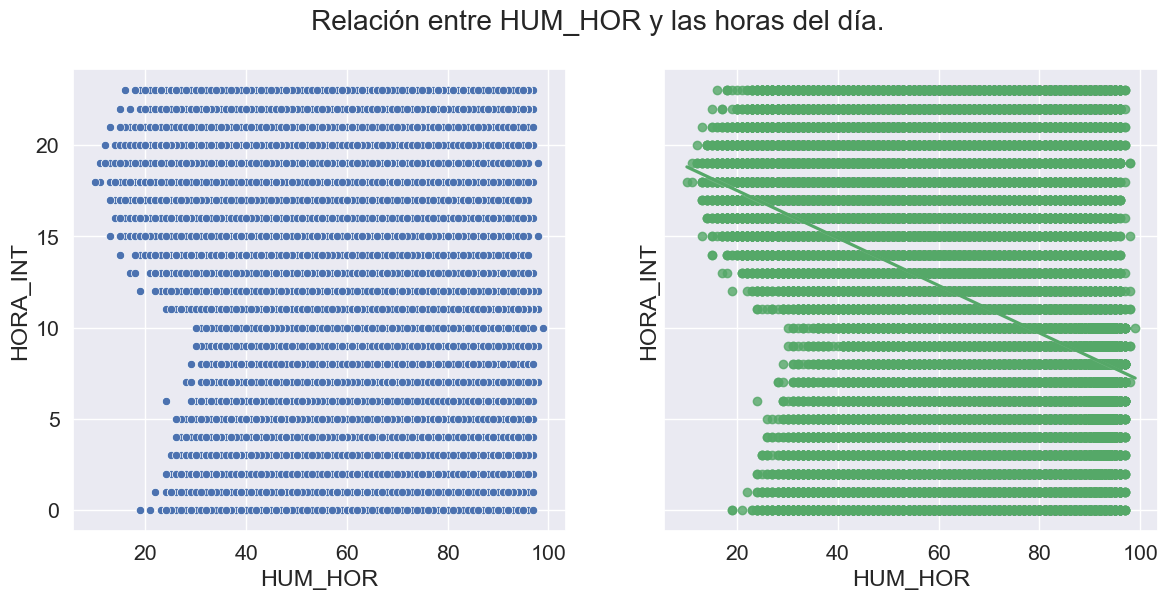 Relación entre HUM_HOR y las horas del día.
HORA_INT
20
15
10
5
0
20 40 60 80 100
HUM_HOR
HORA_INT
20 40 60 80 100
HUM_HOR